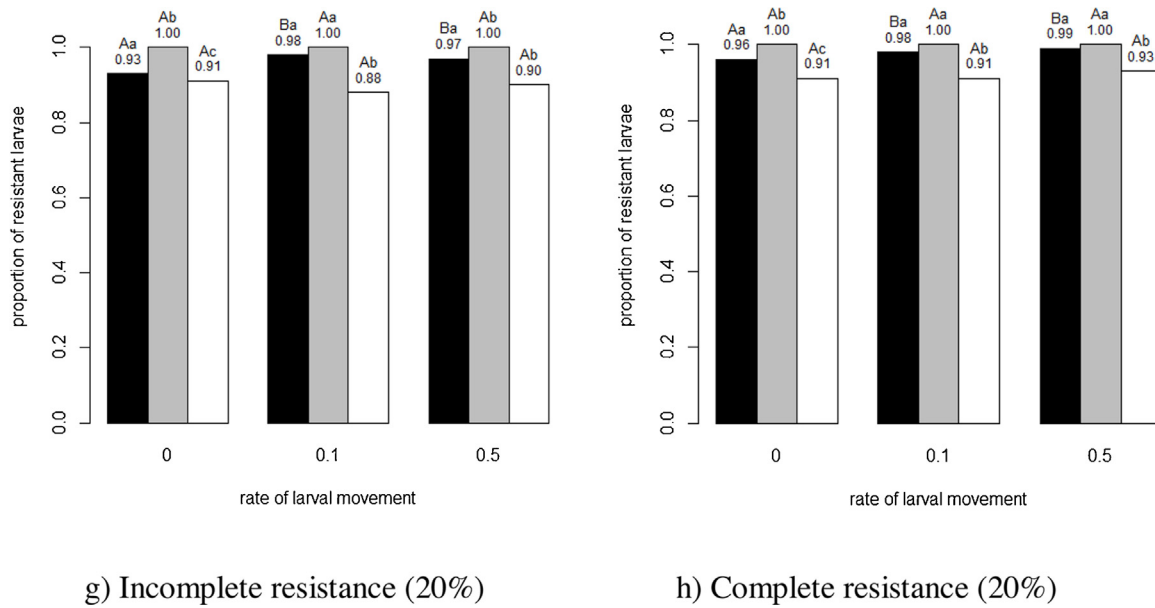 Aa
0.93
Ab
1.00
Ac
0.91
Ba
0.98
Aa
1.00
Ab
0.88
Ba
0.97
Ab
1.00
Ab
0.90
1.0
0.8
0.6
0.4
0.2
0.0
proportion of resistant larvae
0
0.1
0.5
rate of larval movement
g) Incomplete resistance (20%)
Aa
0.96
Ab
1.00
Ac
0.91
Ba
0.98
Aa
1.00
Ab
0.91
Ba
0.99
Aa
1.00
Ab
0.93
1.0
0.8
0.6
0.4
0.2
0.0
proportion of resistant larvae
0
0.1
0.5
rate of larval movement
h) Complete resistance (20%)